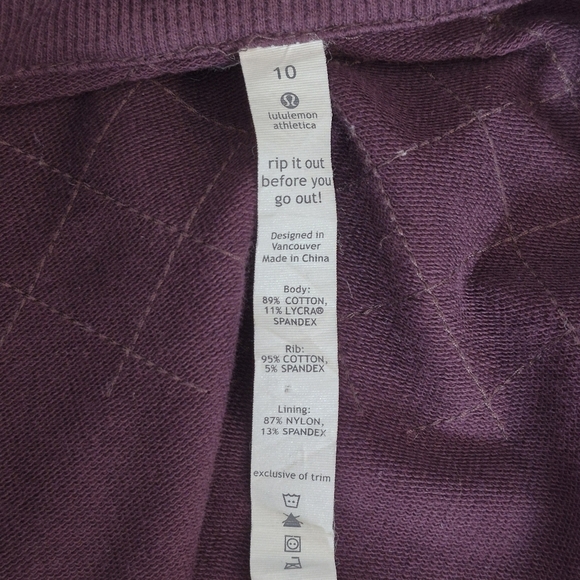 10
lululemon
athletica
rip it out
before you
go out!
Designed in
Vancouver
Made in China
Body:
89% COTTON,
11% LYCRA®
SPANDEX
Rib:
95% COTTON,
5% SPANDEX
Lining:
87% NYLON,
13% SPANDEX
exclusive of trim